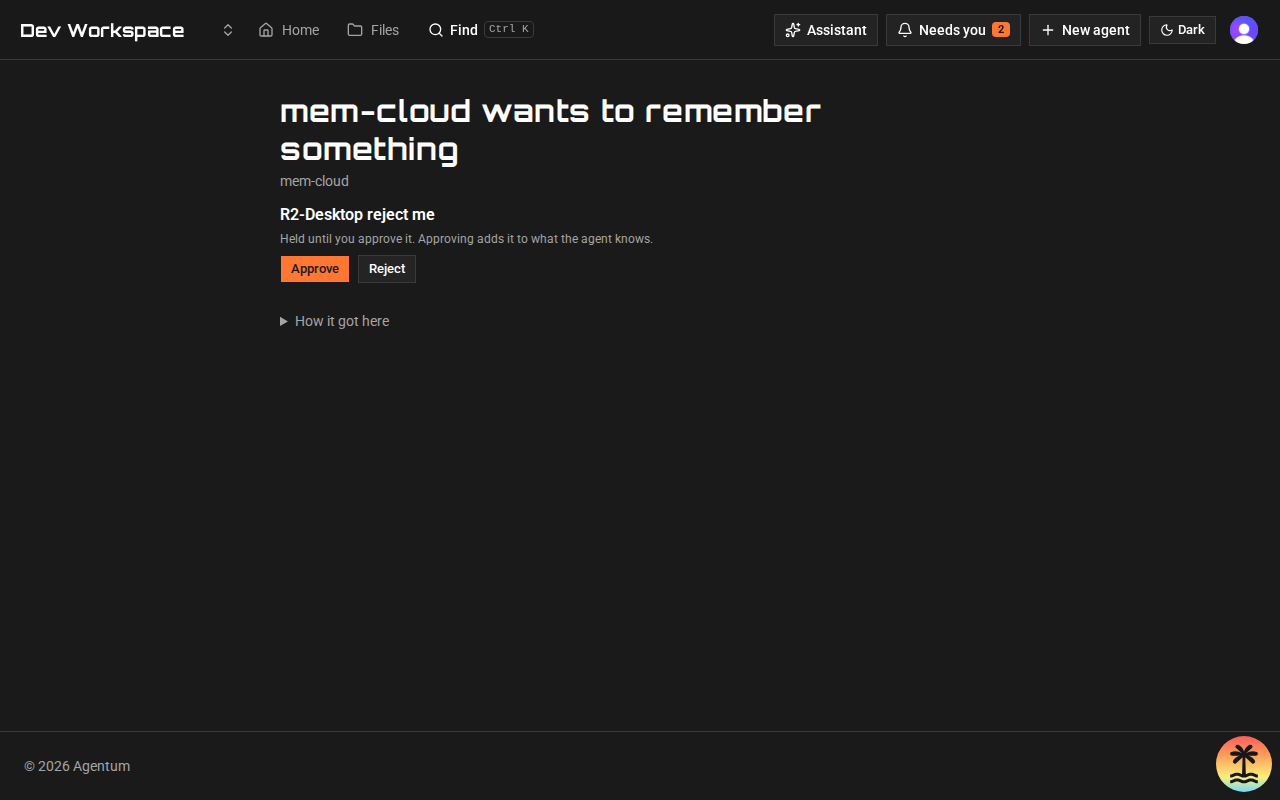 Dev Workspace
Home
Files
Find
Ctrl K
Assistant
Needs you 2
New agent
Dark
mem-cloud wants to remember
something
mem-cloud
R2-Desktop reject me
Held until you approve it. Approving adds it to what the agent knows.
Approve
Reject
How it got here
© 2026 Agentum